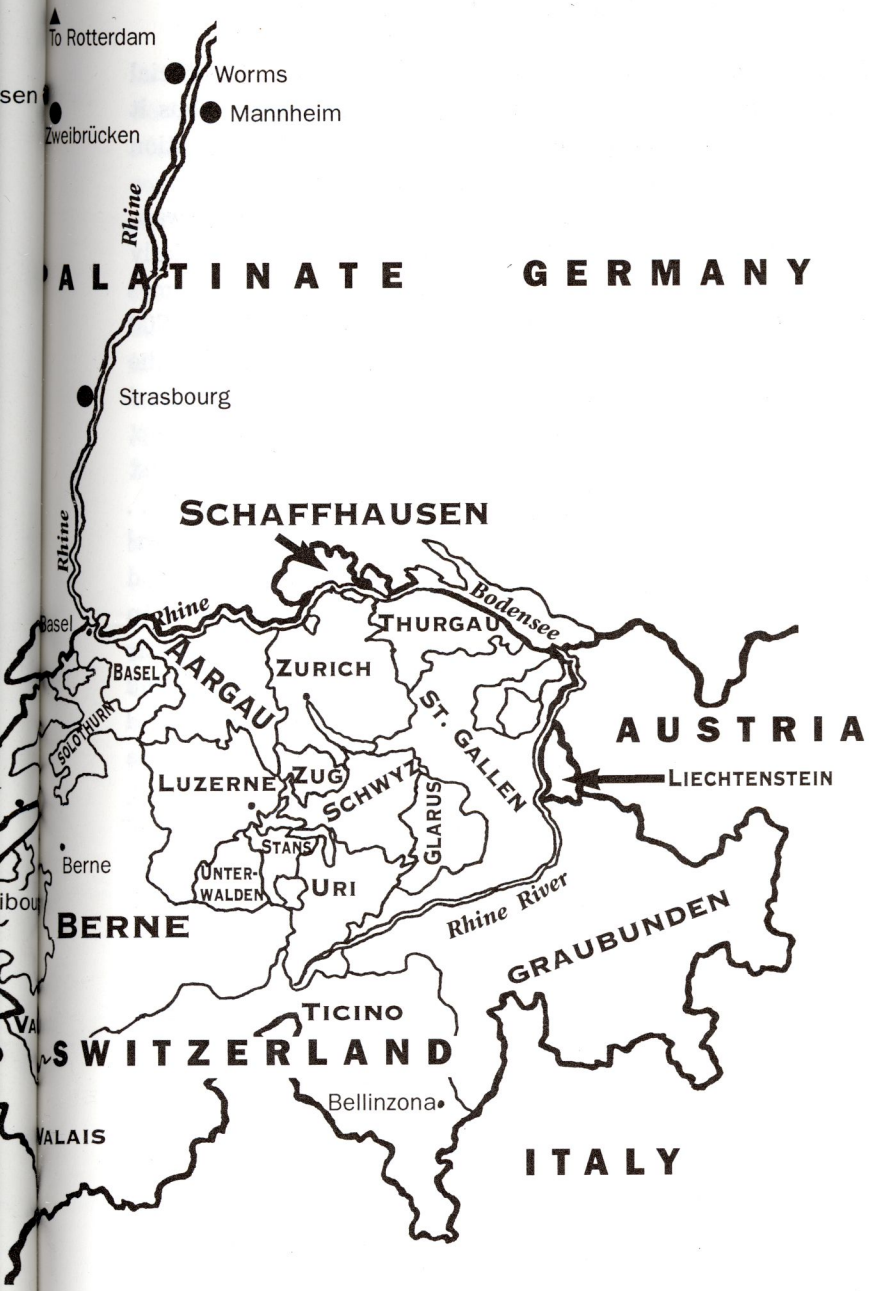 To Rotterdam
Worms
sen
Mannheim
Zweibrücken
Rhine
PALATINATE GERMANY
Strasbourg
SCHAFFHAUSEN
Rhine
Bodensee
Rhine
Basel
THURGAU
BASEL
AARGAU
ZURICH
SOLOTHURN
ST. GALLEN
AUSTRIA
LUZERNE
ZUG
SCHWYZ
LIECHTENSTEIN
GLARUS
STANS
Berne
UNTER-
WALDEN
URI
ibou
BERNE
Rhine River
GRAUBUNDEN
TICINO
VA
SWITZERLAND
Bellinzona
VALAIS
ITALY